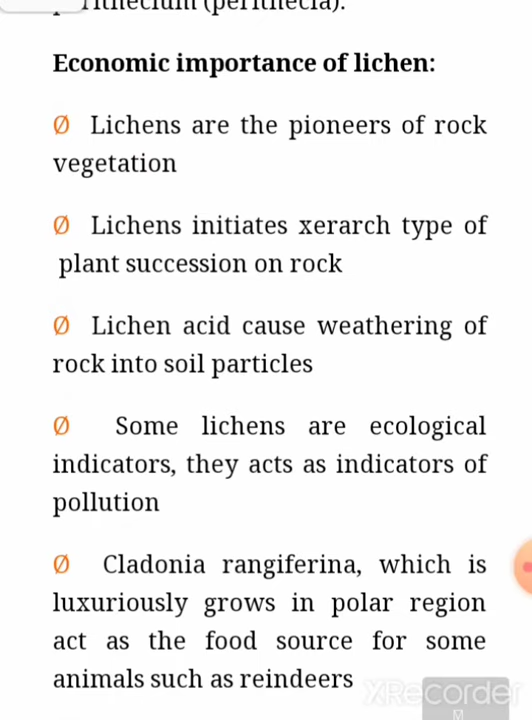 (perithecia).
Economic importance of lichen:
Ø Lichens are the pioneers of rock
vegetation
Ø Lichens initiates xerarch type of
plant succession on rock
Ø Lichen acid cause weathering of
rock into soil particles
Ø Some lichens are ecological
indicators, they acts as indicators of
pollution
Ø Cladonia rangiferina, which is
luxuriously grows in polar region
act as the food source for some
animals such as reindeers
XRecorder